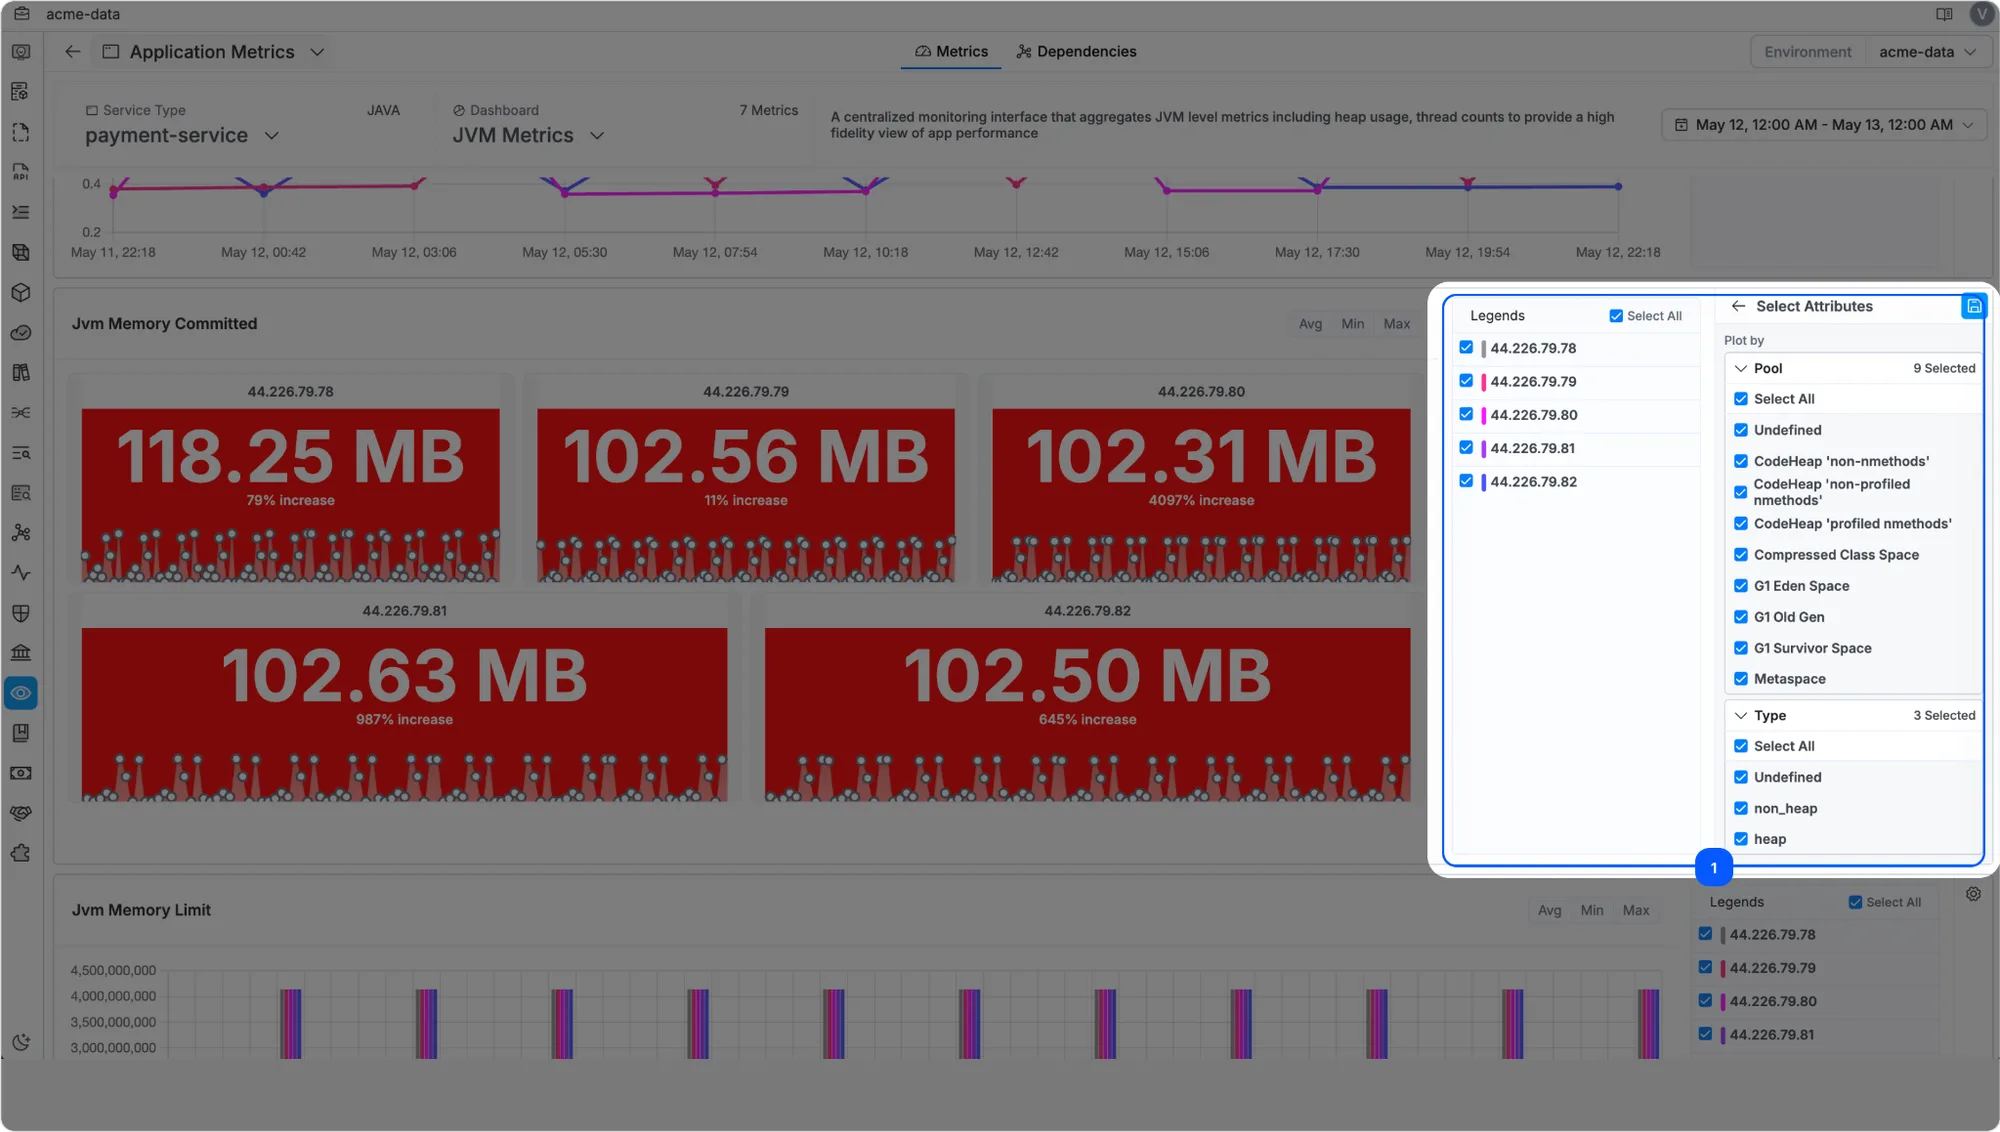 acme-data
V
Application Metrics
Metrics
Dependencies
Environment
acme-data
Service Type
JAVA
payment-service
Dashboard
7 Metrics
JVM Metrics
A centralized monitoring interface that aggregates JVM level metrics including heap usage, thread counts to provide a high
fidelity view of app performance
May 12, 12:00 AM - May 13, 12:00 AM
API
0.4
0.2
May 11, 22:18
May 12, 00:42
May 12, 03:06
May 12, 05:30
May 12, 07:54
May 12, 10:18
May 12, 12:42
May 12, 15:06
May 12, 17:30
May 12, 19:54
May 12, 22:18
Jvm Memory Committed
Avg
Min
Max
44.226.79.78
118.25 MB
79% increase
44.226.79.79
102.56 MB
11% increase
44.226.79.80
102.31 MB
4097% increase
44.226.79.81
102.63 MB
987% increase
44.226.79.82
102.50 MB
645% increase
Legends
Select All
44.226.79.78
44.226.79.79
44.226.79.80
44.226.79.81
44.226.79.82
Select Attributes
Plot by
Pool
9 Selected
Select All
Undefined
CodeHeap 'non-nmethods'
CodeHeap 'non-profiled
nmethods'
CodeHeap 'profiled nmethods'
Compressed Class Space
G1 Eden Space
G1 Old Gen
G1 Survivor Space
Metaspace
Type
3 Selected
Select All
Undefined
non_heap
heap
1
Jvm Memory Limit
Avg
Min
Max
4,500,000,000
4,000,000,000
3,500,000,000
3,000,000,000
Legends
Select All
44.226.79.78
44.226.79.79
44.226.79.80
44.226.79.81